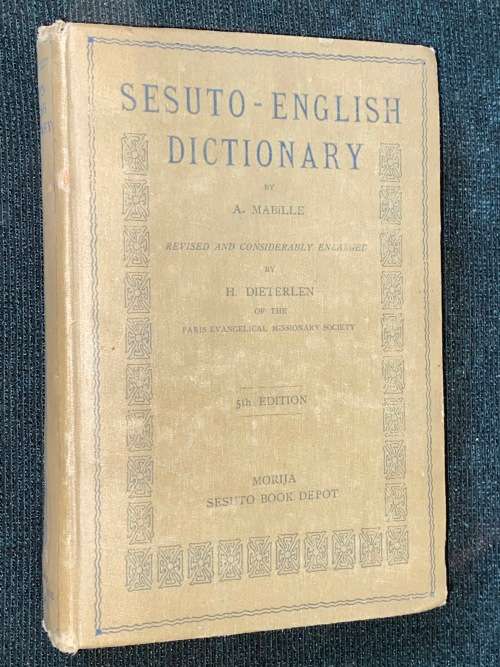 SESUTO-ENGLISH
DICTIONARY
BY
A. MABILLE
REVISED AND CONSIDERABLY ENLARGED
BY
H. DIETERLEN
OF THE
PARIS EVANGELICAL MISSIONARY SOCIETY
5th EDITION
MORIJA
SESUTO BOOK DEPOT